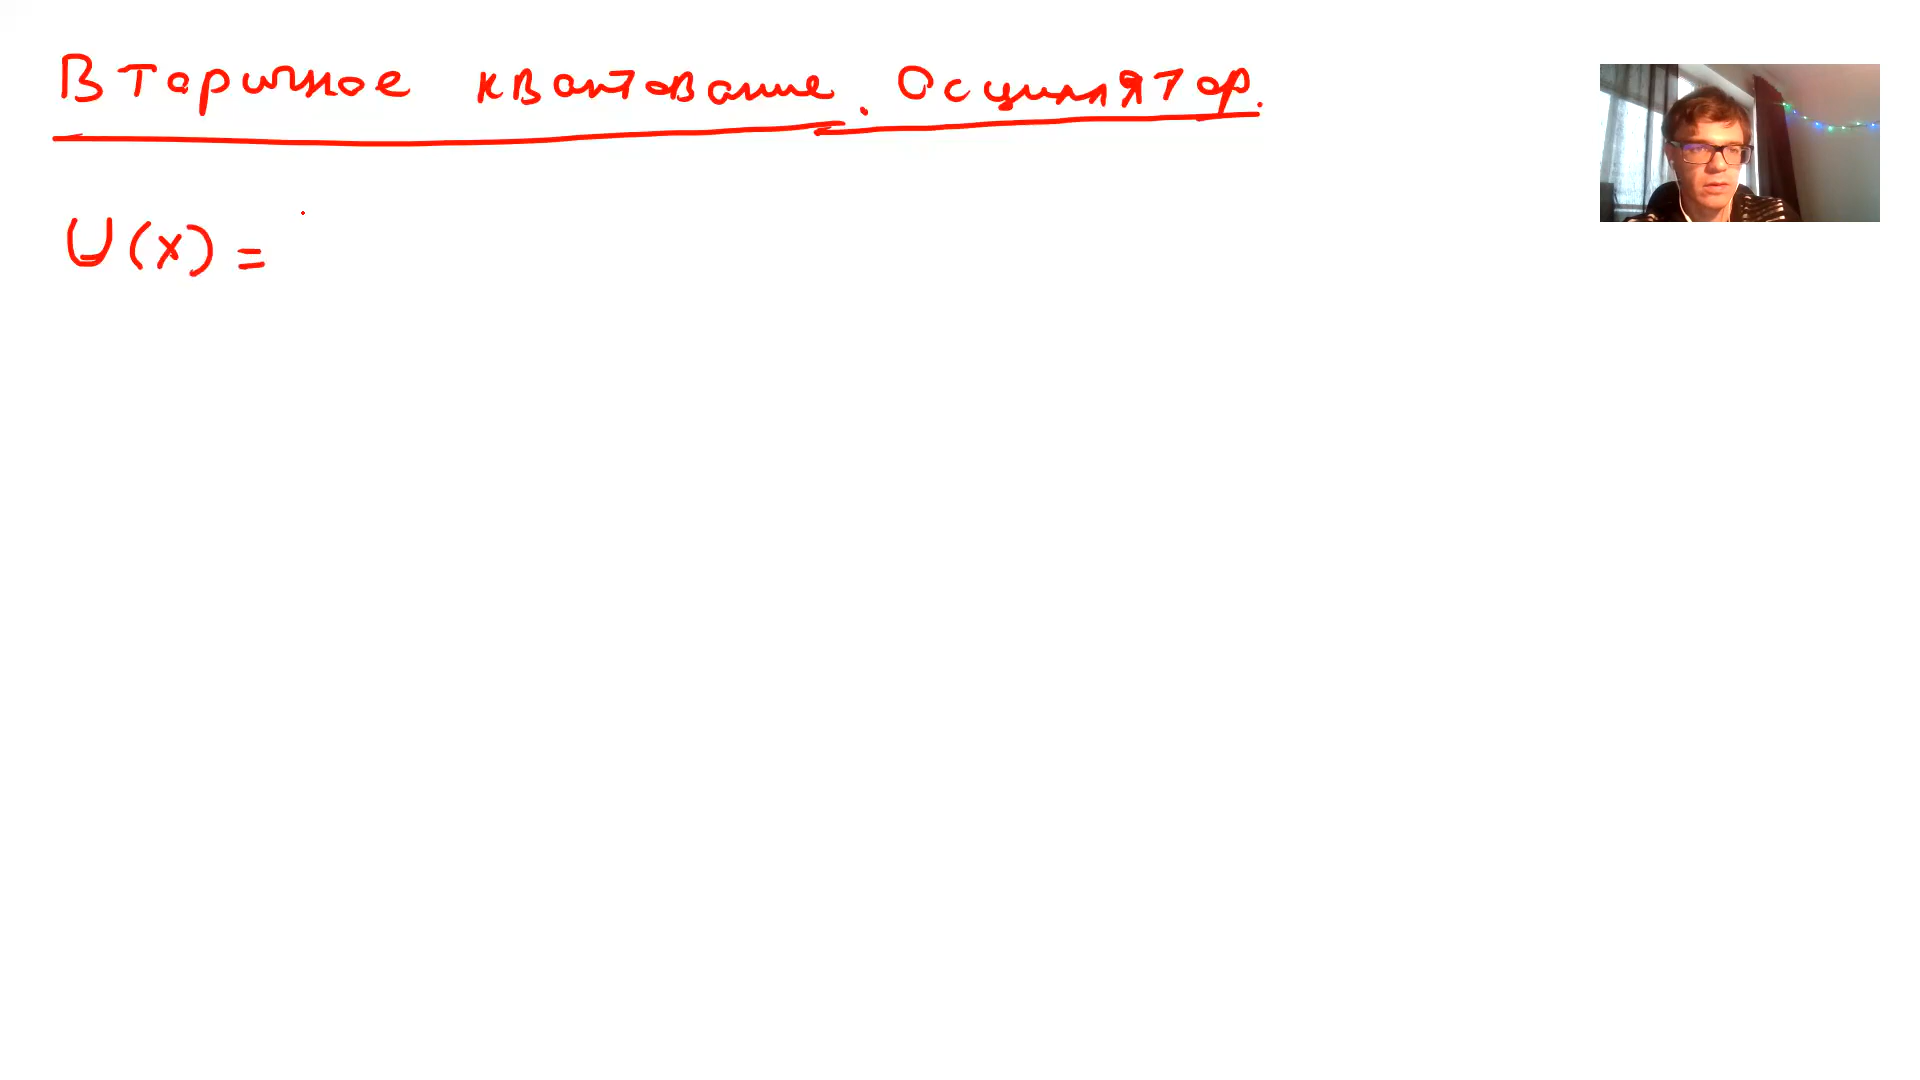 Вторичное квантование. Осциллятор.
U(x) =